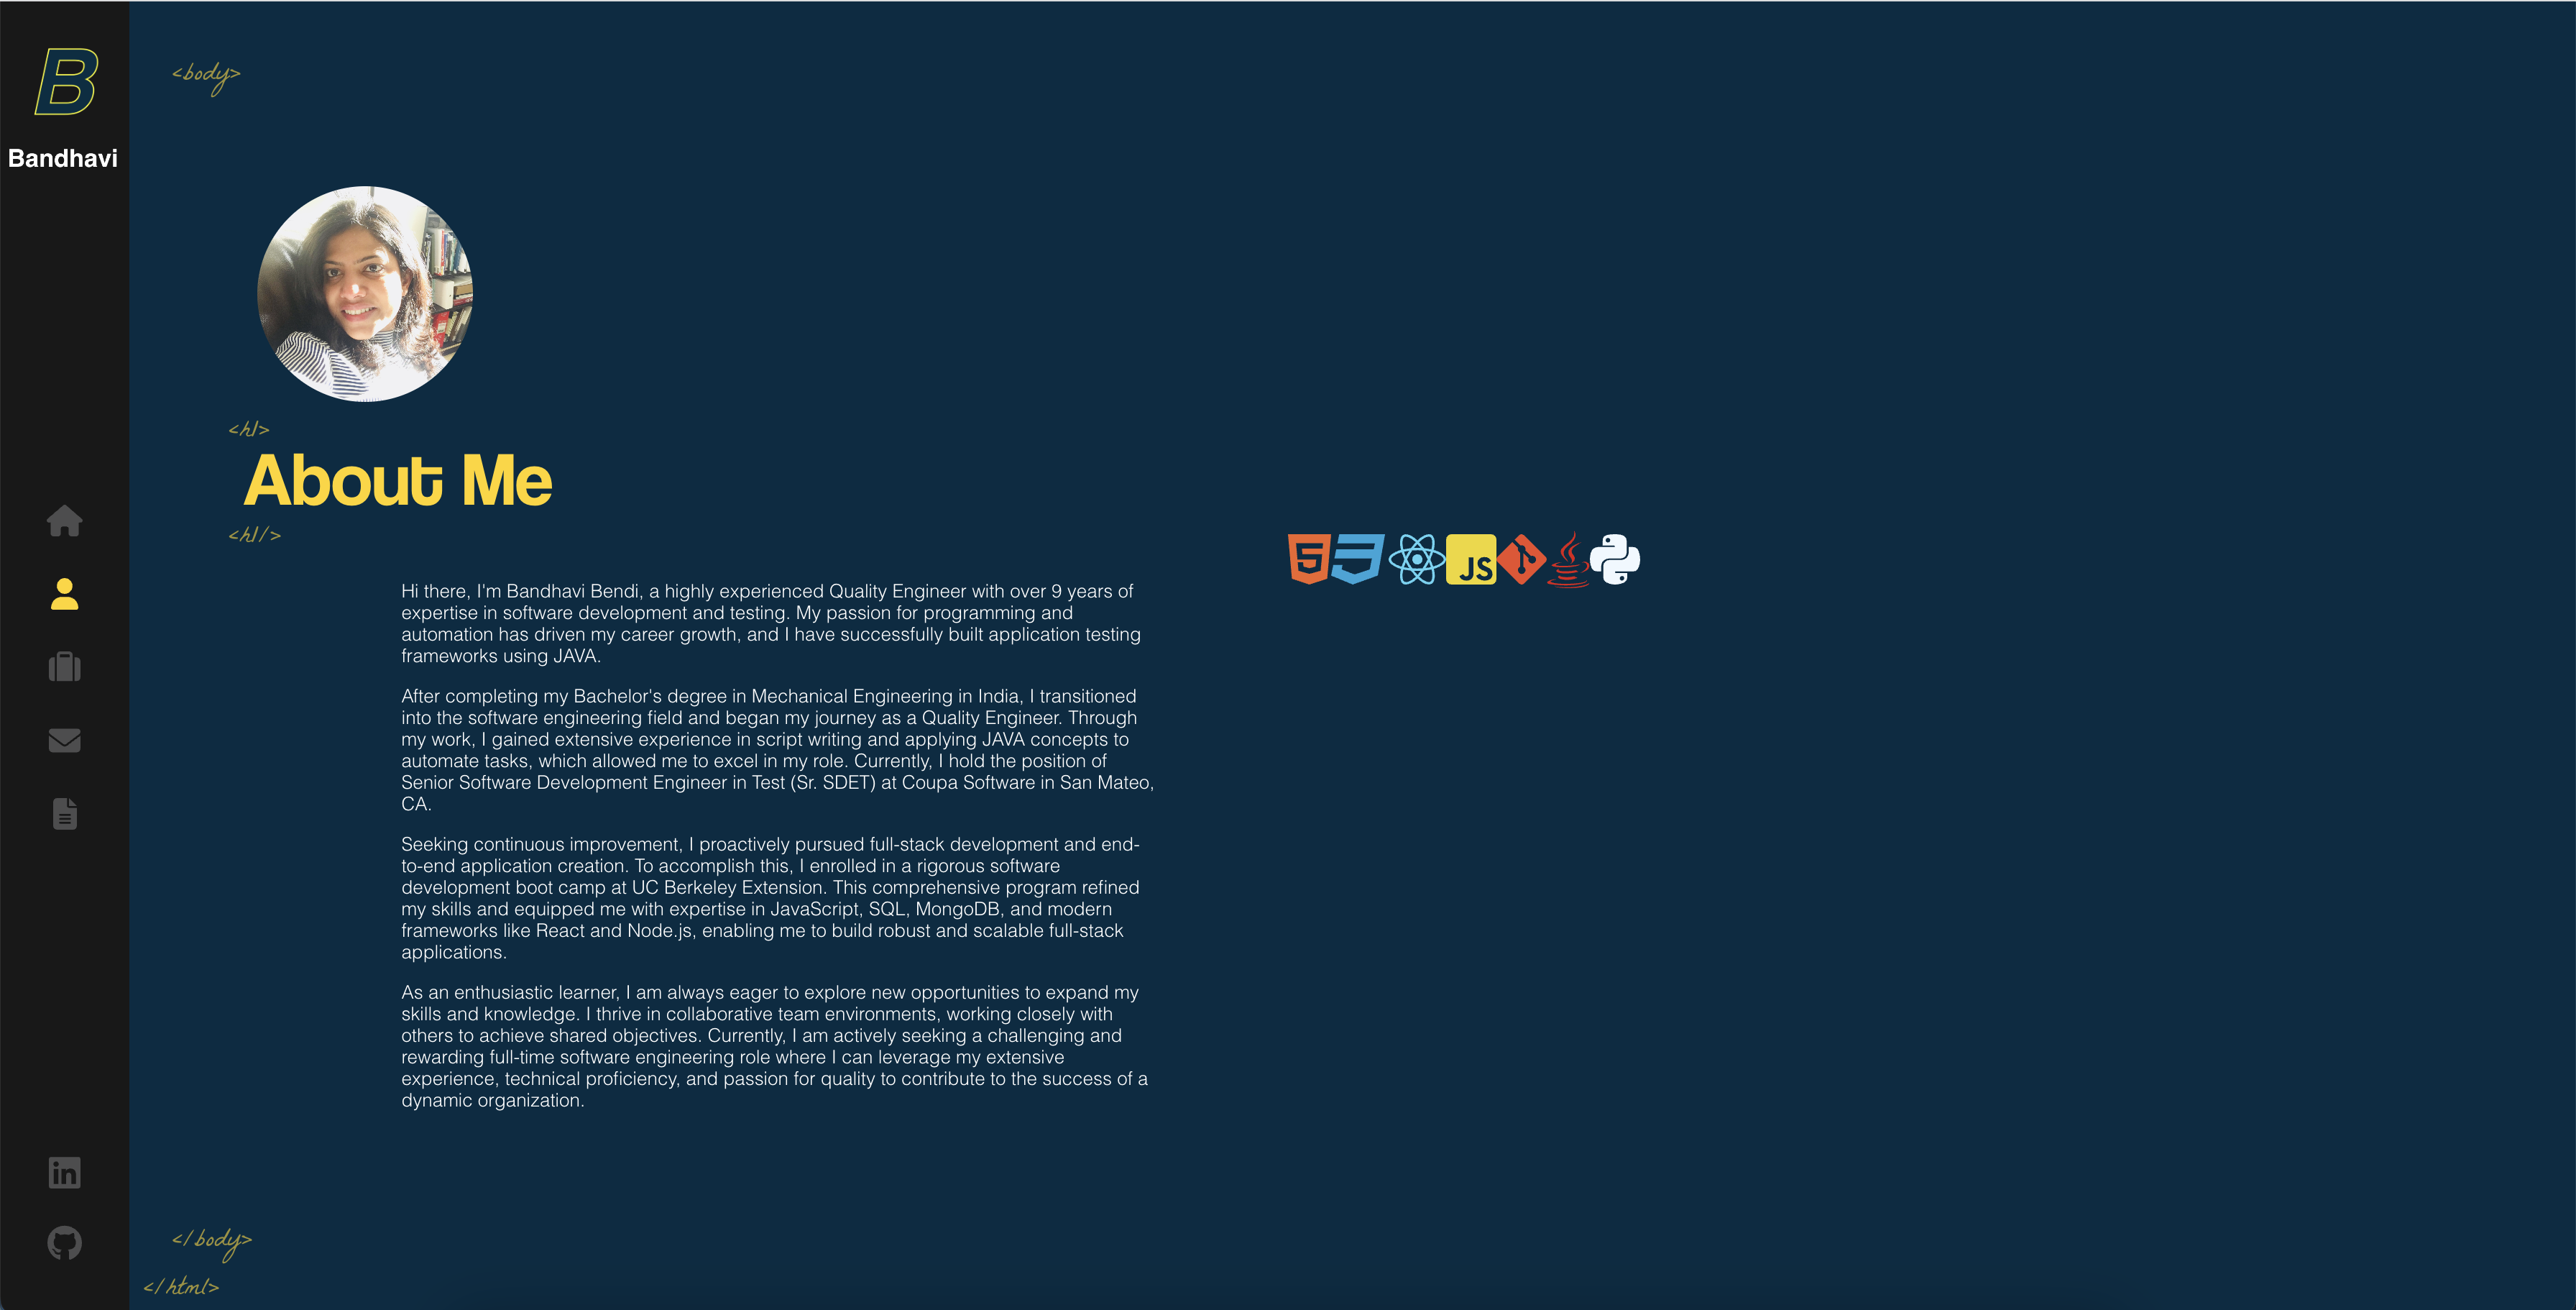 B
Bandhavi
<body>
<h1>
About Me
<h1/>
5
JS
Hi there, I'm Bandhavi Bendi, a highly experienced Quality Engineer with over 9 years of
expertise in software development and testing. My passion for programming and
automation has driven my career growth, and I have successfully built application testing
frameworks using JAVA.
After completing my Bachelor's degree in Mechanical Engineering in India, I transitioned
into the software engineering field and began my journey as a Quality Engineer. Through
my work, I gained extensive experience in script writing and applying JAVA concepts to
automate tasks, which allowed me to excel in my role. Currently, I hold the position of
Senior Software Development Engineer in Test (Sr. SDET) at Coupa Software in San Mateo,
CA.
Seeking continuous improvement, I proactively pursued full-stack development and end-
to-end application creation. To accomplish this, I enrolled in a rigorous software
development boot camp at UC Berkeley Extension. This comprehensive program refined
my skills and equipped me with expertise in JavaScript, SQL, MongoDB, and modern
frameworks like React and Node.js, enabling me to build robust and scalable full-stack
applications.
As an enthusiastic learner, I am always eager to explore new opportunities to expand my
skills and knowledge. I thrive in collaborative team environments, working closely with
others to achieve shared objectives. Currently, I am actively seeking a challenging and
rewarding full-time software engineering role where I can leverage my extensive
experience, technical proficiency, and passion for quality to contribute to the success of a
dynamic organization.
in
</body>
</html>